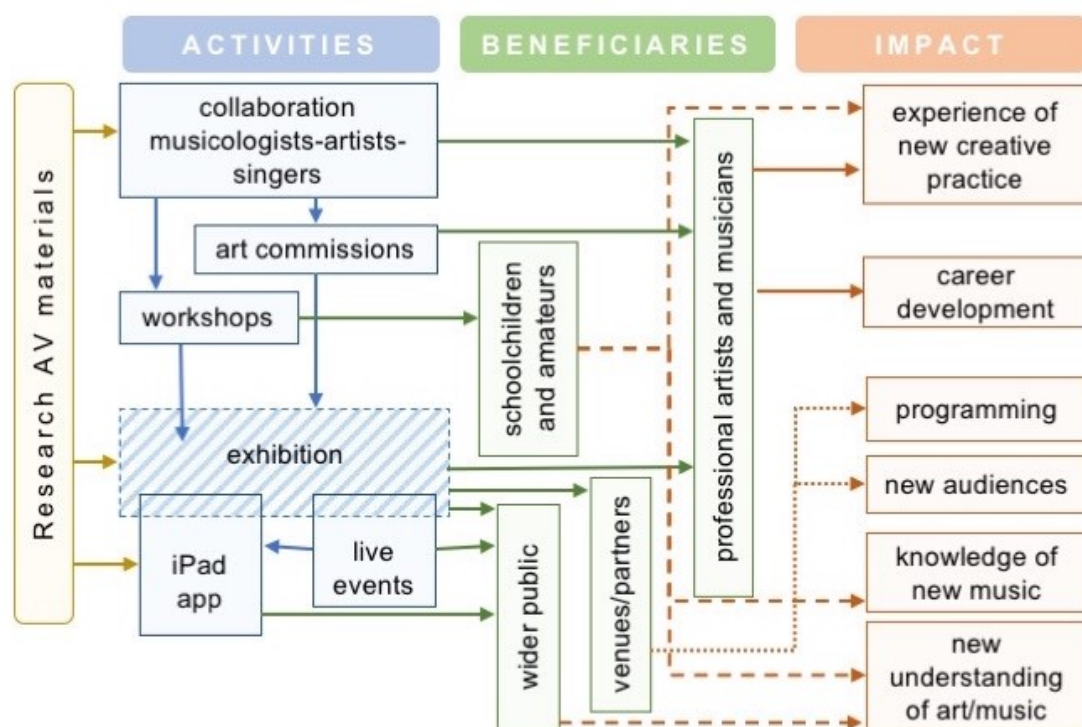 ACTIVITIES
BENEFICIARIES
IMPACT
Research AV materials
collaboration
musicologists-artists-
singers
art commissions
workshops
exhibition
iPad
app
live
events
schoolchildren
and amateurs
wider public
venues/partners
professional artists and musicians
experience of
new creative
practice
career
development
programming
new audiences
knowledge of
new music
new
understanding
of art/music